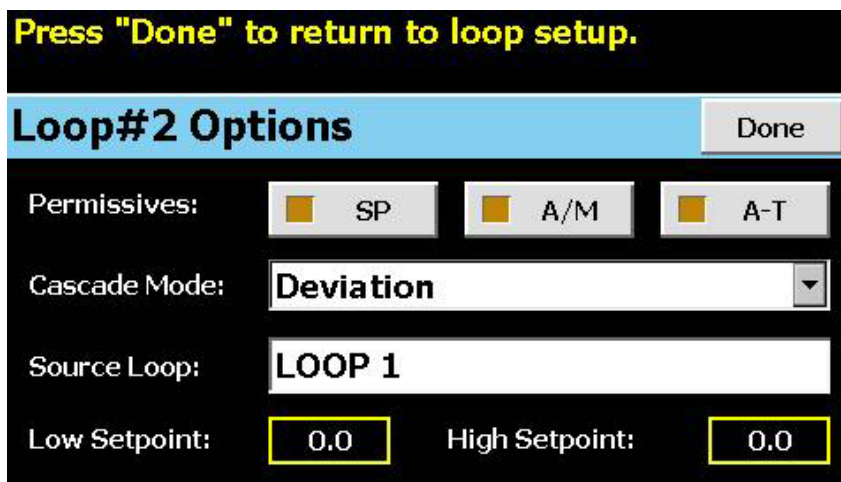 Press "Done" to return to loop setup.
Loop#2 Options
Done
Permissives:
SP
A/M
A-T
Cascade Mode:
Deviation
Source Loop:
LOOP 1
Low Setpoint:
0.0
High Setpoint:
0.0